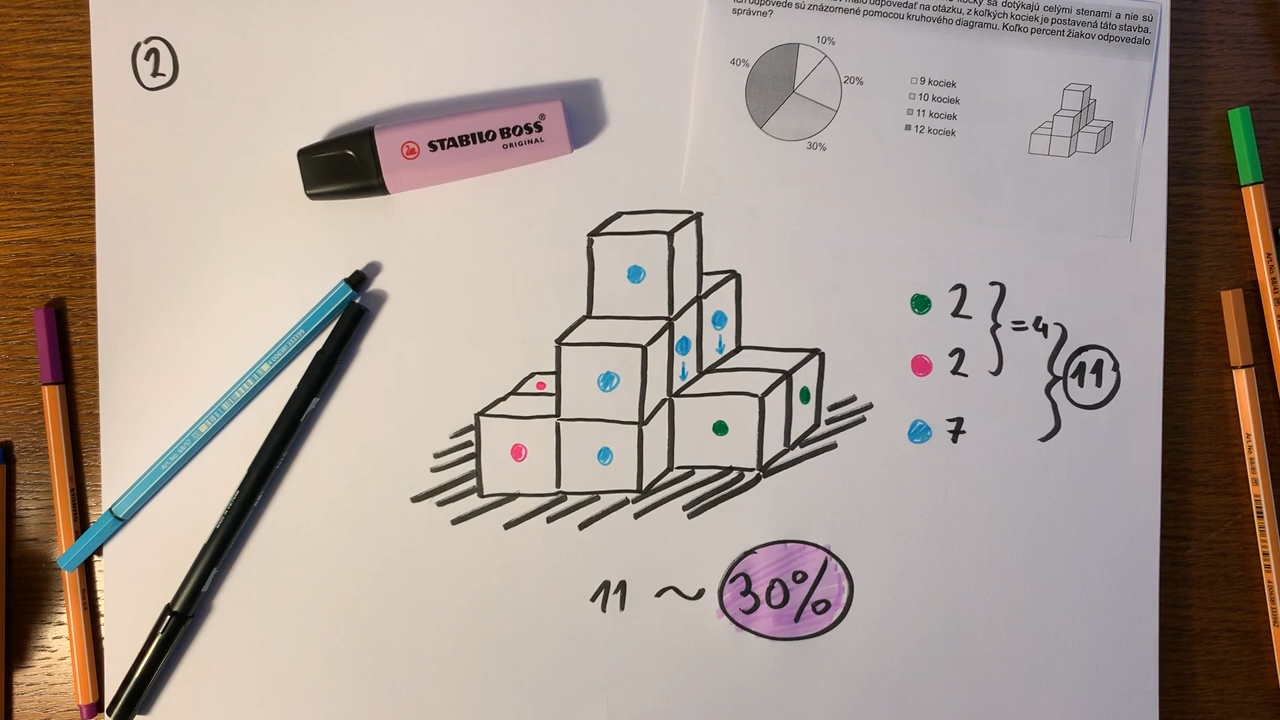 2
kocky sa dotýkajú celými stenami a nie sú
malo odpovedať na otázku, z koľkých kociek je postavená táto stavba.
Ich odpovede sú znázornené pomocou kruhového diagramu. Koľko percent žiakov odpovedalo
správne?
10%
40%
20%
30%
9 kociek
10 kociek
11 kociek
12 kociek
STABILO BOSS®
ORIGINAL
2
2
= 4
7
11
11 ~ 30%